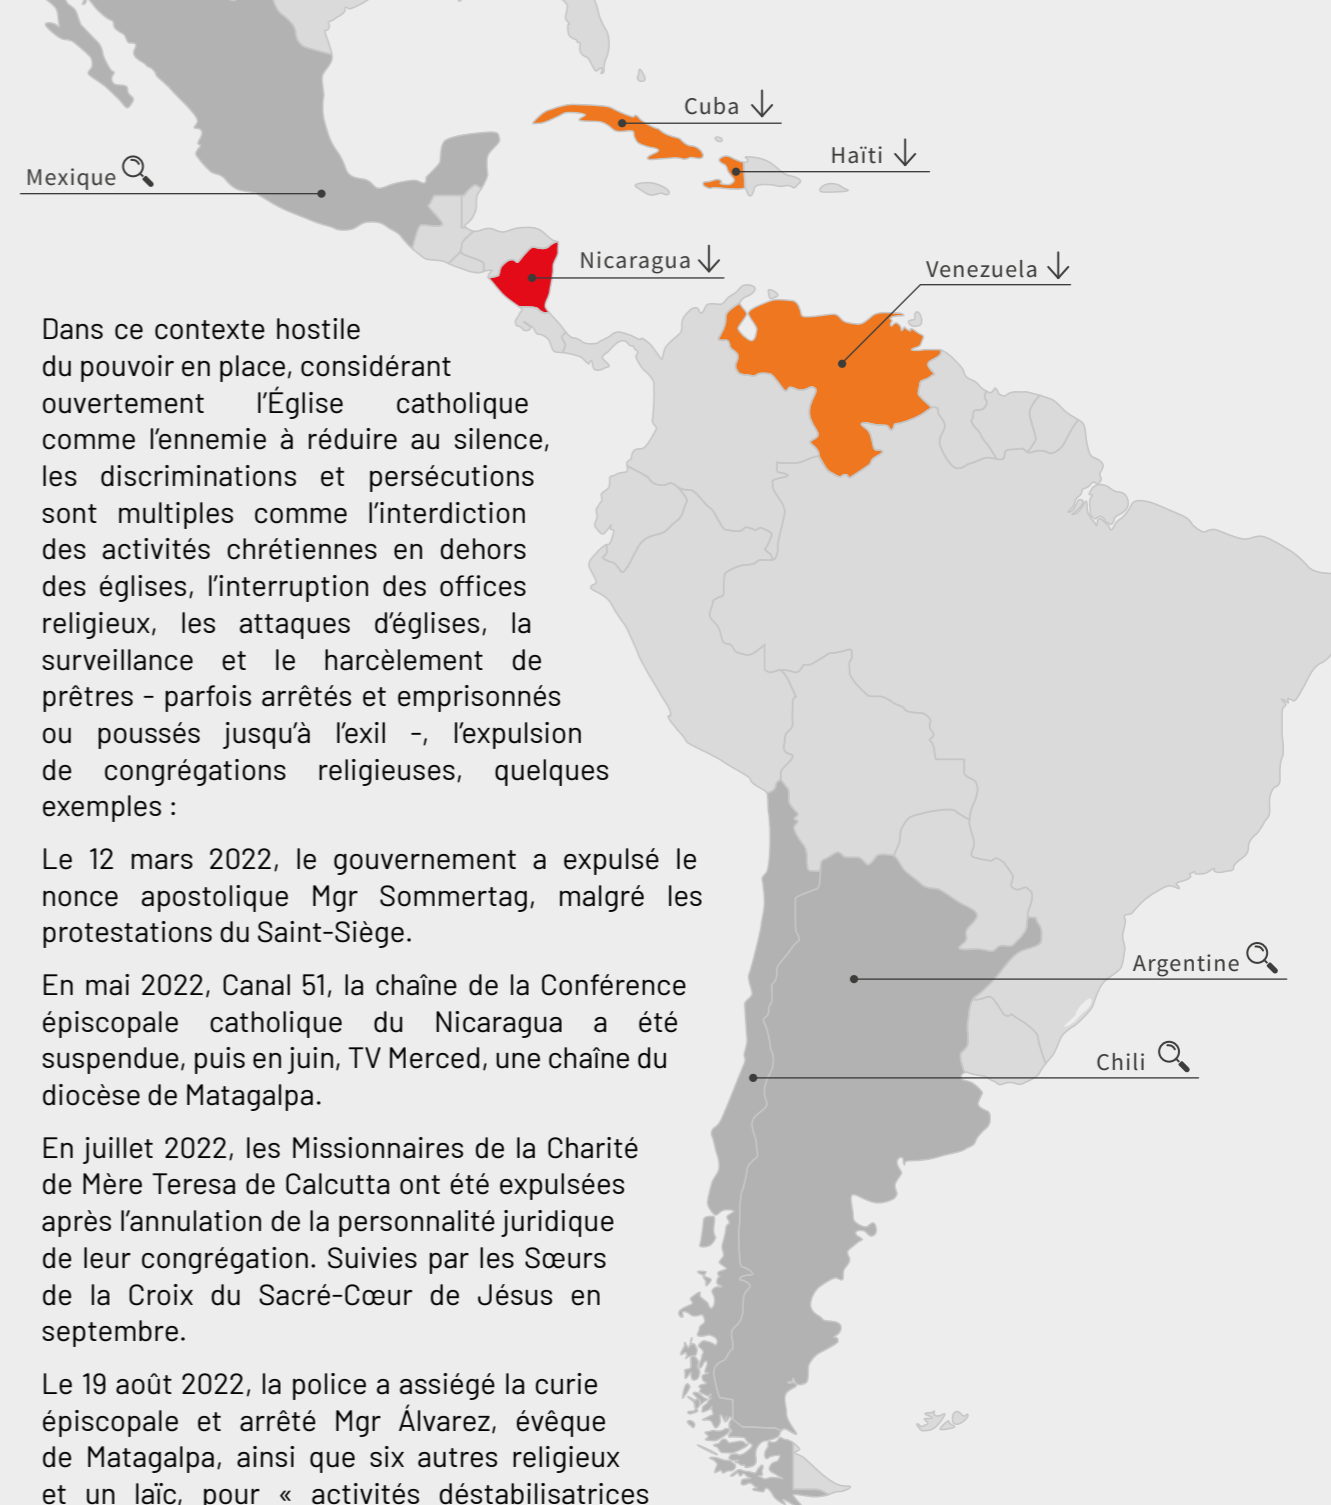 Cuba
Haïti
Mexique
Nicaragua
Venezuela
Dans ce contexte hostile
du pouvoir en place, considérant
ouvertement l’Église catholique
comme l’ennemie à réduire au silence,
les discriminations et persécutions
sont multiples comme l’interdiction
des activités chrétiennes en dehors
des églises, l’interruption des offices
religieux, les attaques d’églises, la
surveillance et le harcèlement de
prêtres - parfois arrêtés et emprisonnés
ou poussés jusqu’à l’exil -, l’expulsion
de congrégations religieuses, quelques
exemples :
Le 12 mars 2022, le gouvernement a expulsé le
nonce apostolique Mgr Sommertag, malgré les
protestations du Saint-Siège.
En mai 2022, Canal 51, la chaîne de la Conférence
épiscopale catholique du Nicaragua a été
suspendue, puis en juin, TV Merced, une chaîne du
diocèse de Matagalpa.
En juillet 2022, les Missionnaires de la Charité
de Mère Teresa de Calcutta ont été expulsées
après l’annulation de la personnalité juridique
de leur congrégation. Suivies par les Sœurs
de la Croix du Sacré-Cœur de Jésus en
septembre.
Le 19 août 2022, la police a assiégé la curie
épiscopale et arrêté Mgr Álvarez, évêque
de Matagalpa, ainsi que six autres religieux
et un laïc, pour « activités déstabilisatrices
Argentine
Chili